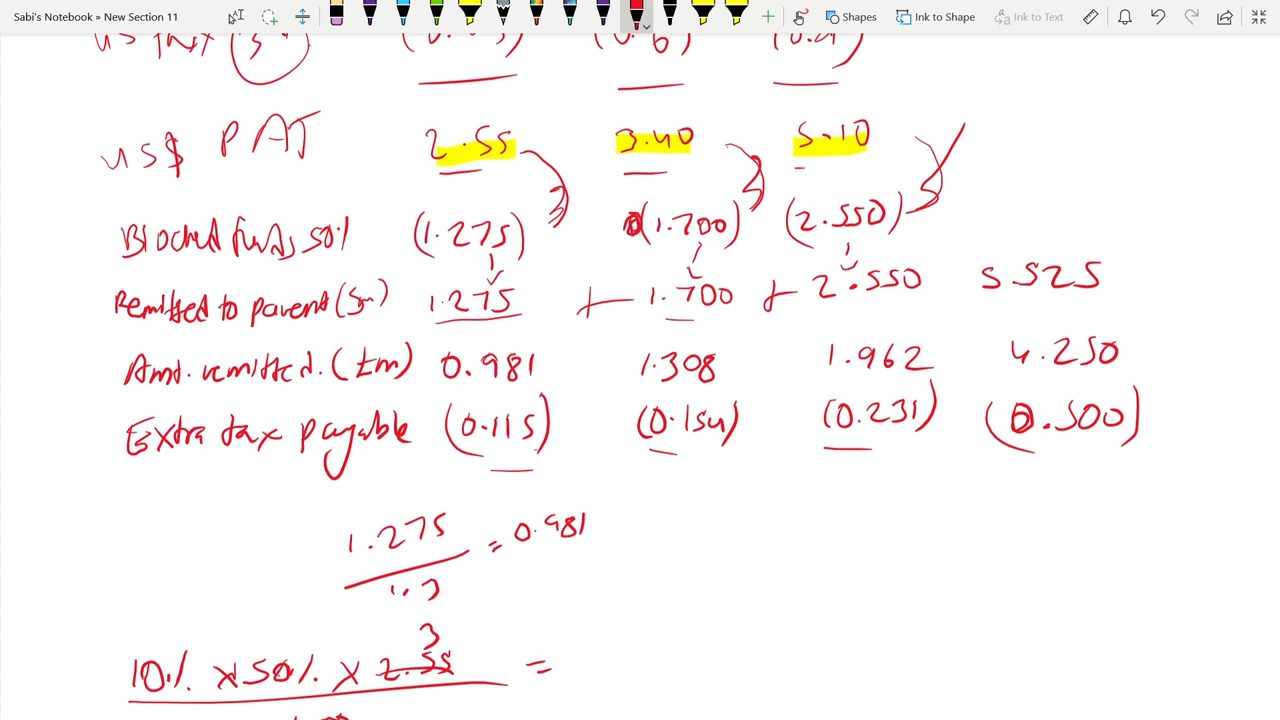 Sabi's Notebook » New Section 11
Shapes Ink to Shape Ink to Text
US
US$ PAT 2.55 3.40 5.10
Blocked funds 50% (1.275) (1.700) (2.550)
Remitted to parent ($m) 1.275 + 1.700 + 2.550 5.525
Amt. remitted. (£m) 0.981 1.308 1.962 4.250
Extra tax payable (0.115) (0.154) (0.231) (0.500)
1.275 = 0.981
1.3
3
10% x 50% x 2.55 =